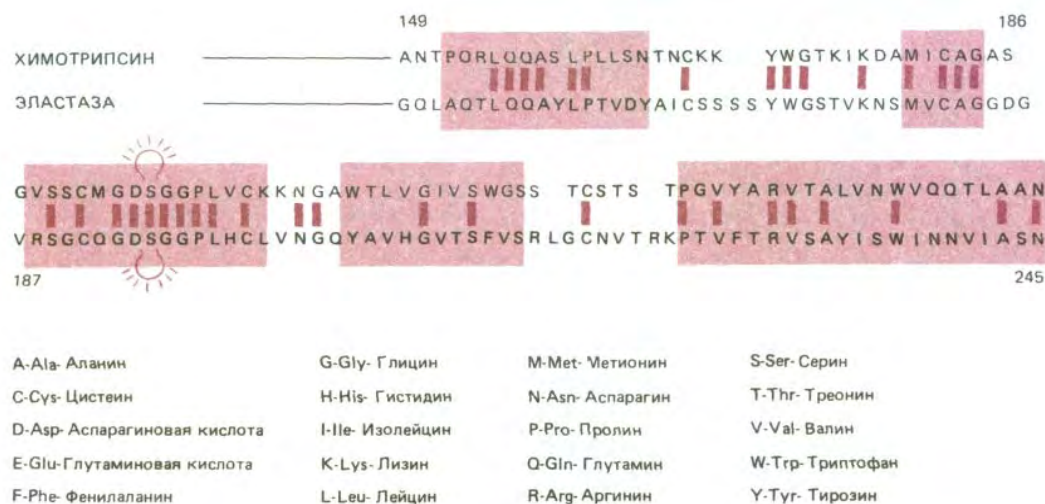 149 186
ХИМОТРИПСИН ANTPQRLQQASLPLLSNTNCKK YWGTKIKDAMICAGAS
ЭЛАСТАЗА GQLAQTLQQAYLPTVDYAICSSSSYWGSTVKNSMVCAGGDG
GVSSCMGDSGGPLVCKKNGAWTLVGIVSWGSS TCSTS TPGVYARVTALVNWVQQTLAAN
VRSGCQGDSGGPLHCLVNGQYAVHGVTSFVSRLGCNVTRKPTVFTRVSAYISWINNVIASN
187 245
A-Ala- Аланин G-Gly- Глицин M-Met- Метионин S-Ser- Серин
C-Cys- Цистеин H-His- Гистидин N-Asn- Аспарагин T-Thr- Треонин
D-Asp- Аспарагиновая кислота I-Ile- Изолейцин P-Pro- Пролин V-Val- Валин
E-Glu- Глутаминовая кислота K-Lys- Лизин Q-Gln- Глутамин W-Trp- Триптофан
F-Phe- Фенилаланин L-Leu- Лейцин R-Arg- Аргинин Y-Tyr- Тирозин